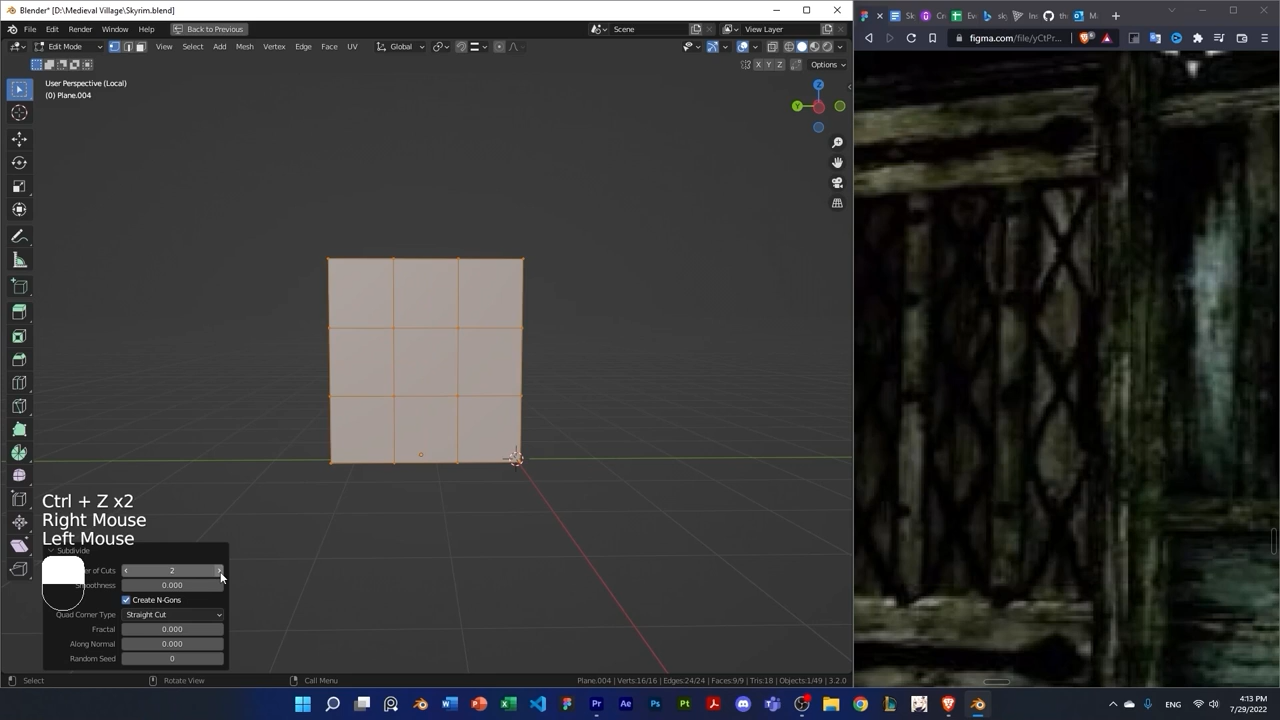 Blender* [D:\Medieval Village\Skyrim.blend]
File Edit Render Window Help Back to Previous Scene View Layer
Edit Mode View Select Add Mesh Vertex Edge Face UV Global
X Y Z Options
User Perspective (Local)
(0) Plane.004
Z
Y
figma.com/file/yCtPr...
Ctrl + Z x2
Right Mouse
Left Mouse
Subdivide
er of Cuts 2
Smoothness 0.000
Create N-Gons
Quad Corner Type Straight Cut
Fractal 0.000
Along Normal 0.000
Random Seed 0
Select Rotate View Call Menu Plane.004 | Verts:16/16 | Edges:24/24 | Faces:9/9 | Tris:18 | Objects:1/49 | 3.2.0
ENG 4:13 PM
7/29/2022